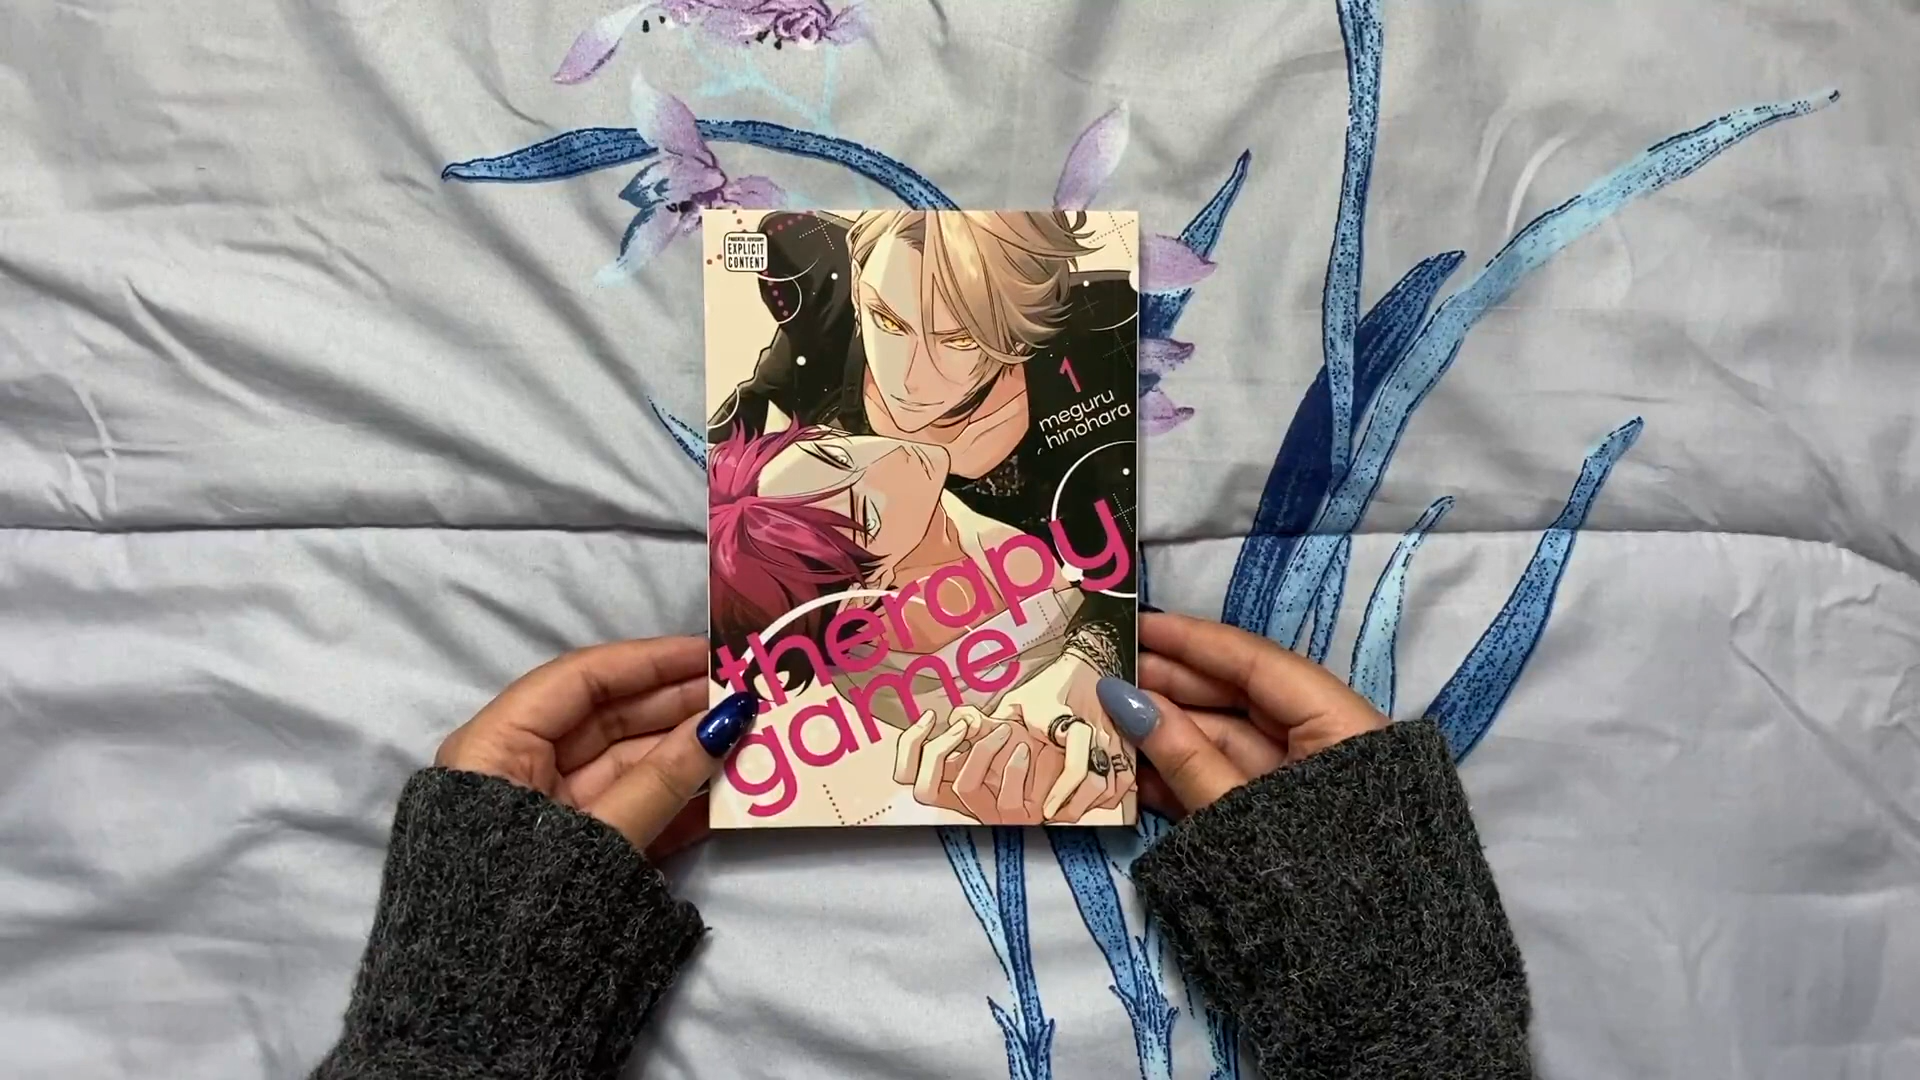 PARENTAL ADVISORY
EXPLICIT
CONTENT
1
meguru
hinohara
therapy
game